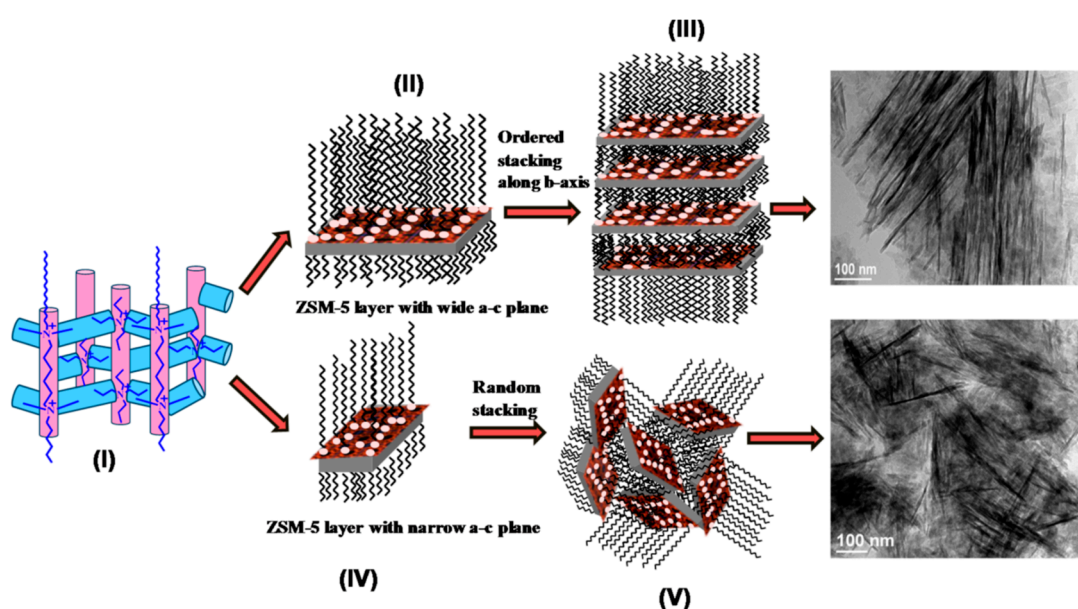 (III)
(II)
Ordered
stacking
along b-axis
100 nm
ZSM-5 layer with wide a-c plane
(I)
Random
stacking
ZSM-5 layer with narrow a-c plane
100 nm
(IV)
(V)